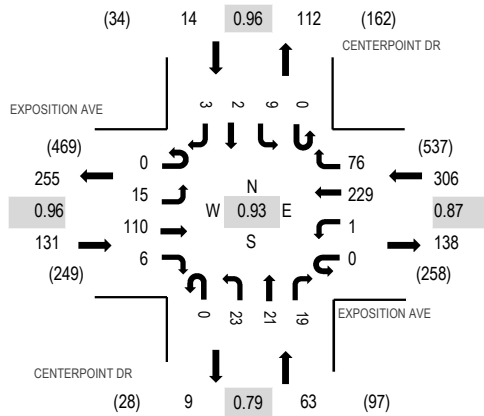 (34) 14 0.96 112 (162)
CENTERPOINT DR
3 2 9 0
EXPOSITION AVE
(469) (537)
255 0 76 306
15 229
0.96 N 0.87
W 0.93 E
110 S 1
131 138
6 0
(249) (258)
0 23 21 19
EXPOSITION AVE
CENTERPOINT DR
(28) 9 0.79 63 (97)